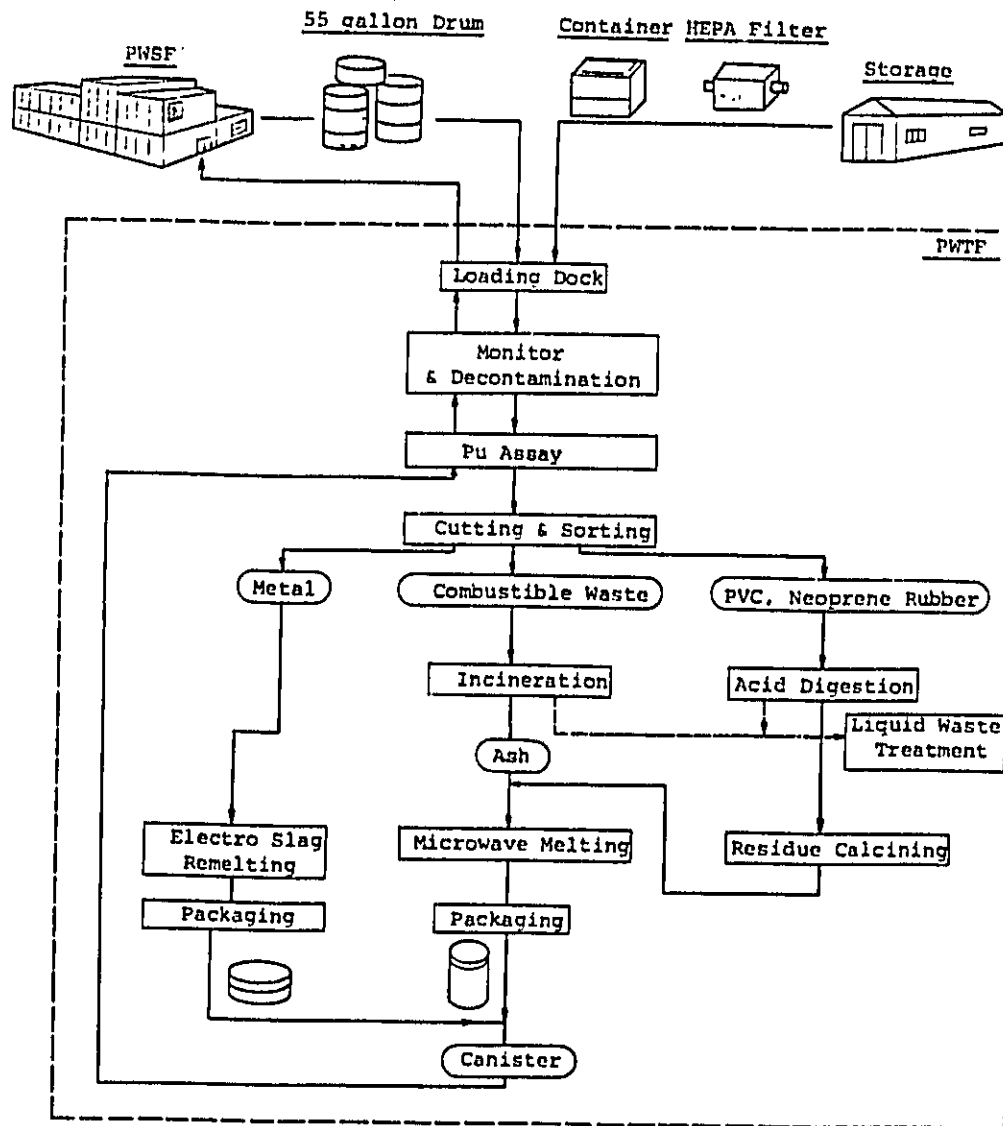 55 gallon Drum
Container HEPA Filter
PWSF
Storage
PWTF
Loading Dock
Monitor
& Decontamination
Pu Assay
Cutting & Sorting
Metal
Combustible Waste
PVC, Neoprene Rubber
Incineration
Acid Digestion
Liquid Waste
Treatment
Ash
Electro Slag
Remelting
Microwave Melting
Residue Calcining
Packaging
Packaging
Canister